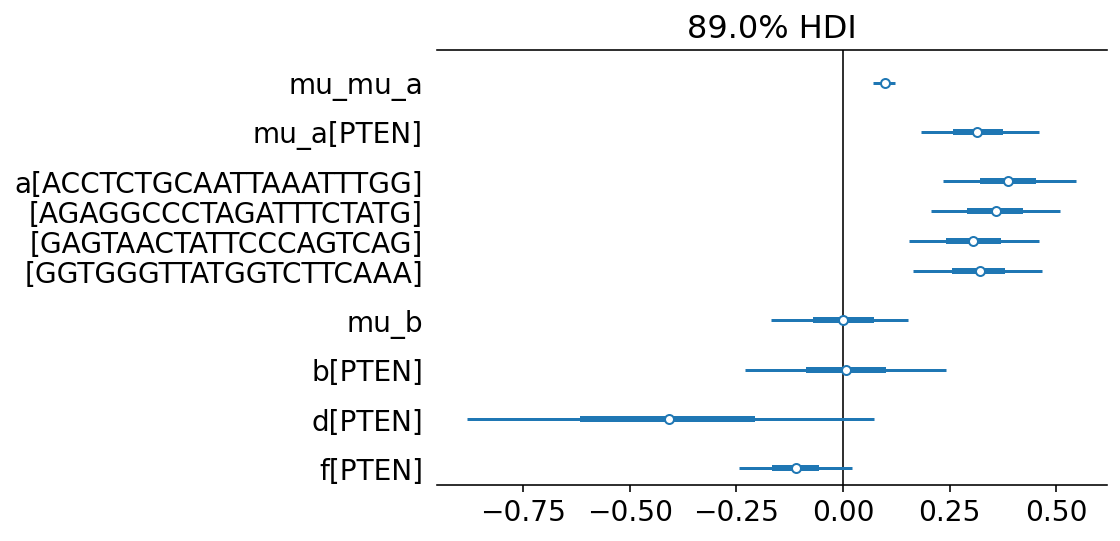 89.0% HDI
mu_mu_a
mu_a[PTEN]
a[ACCTCTGCAATTAAATTTGG]
[AGAGGCCCTAGATTTCTATG]
[GAGTAACTATTCCCAGTCAG]
[GGTGGGTTATGGTCTTCAAA]
mu_b
b[PTEN]
d[PTEN]
f[PTEN]
−0.75 −0.50 −0.25 0.00 0.25 0.50